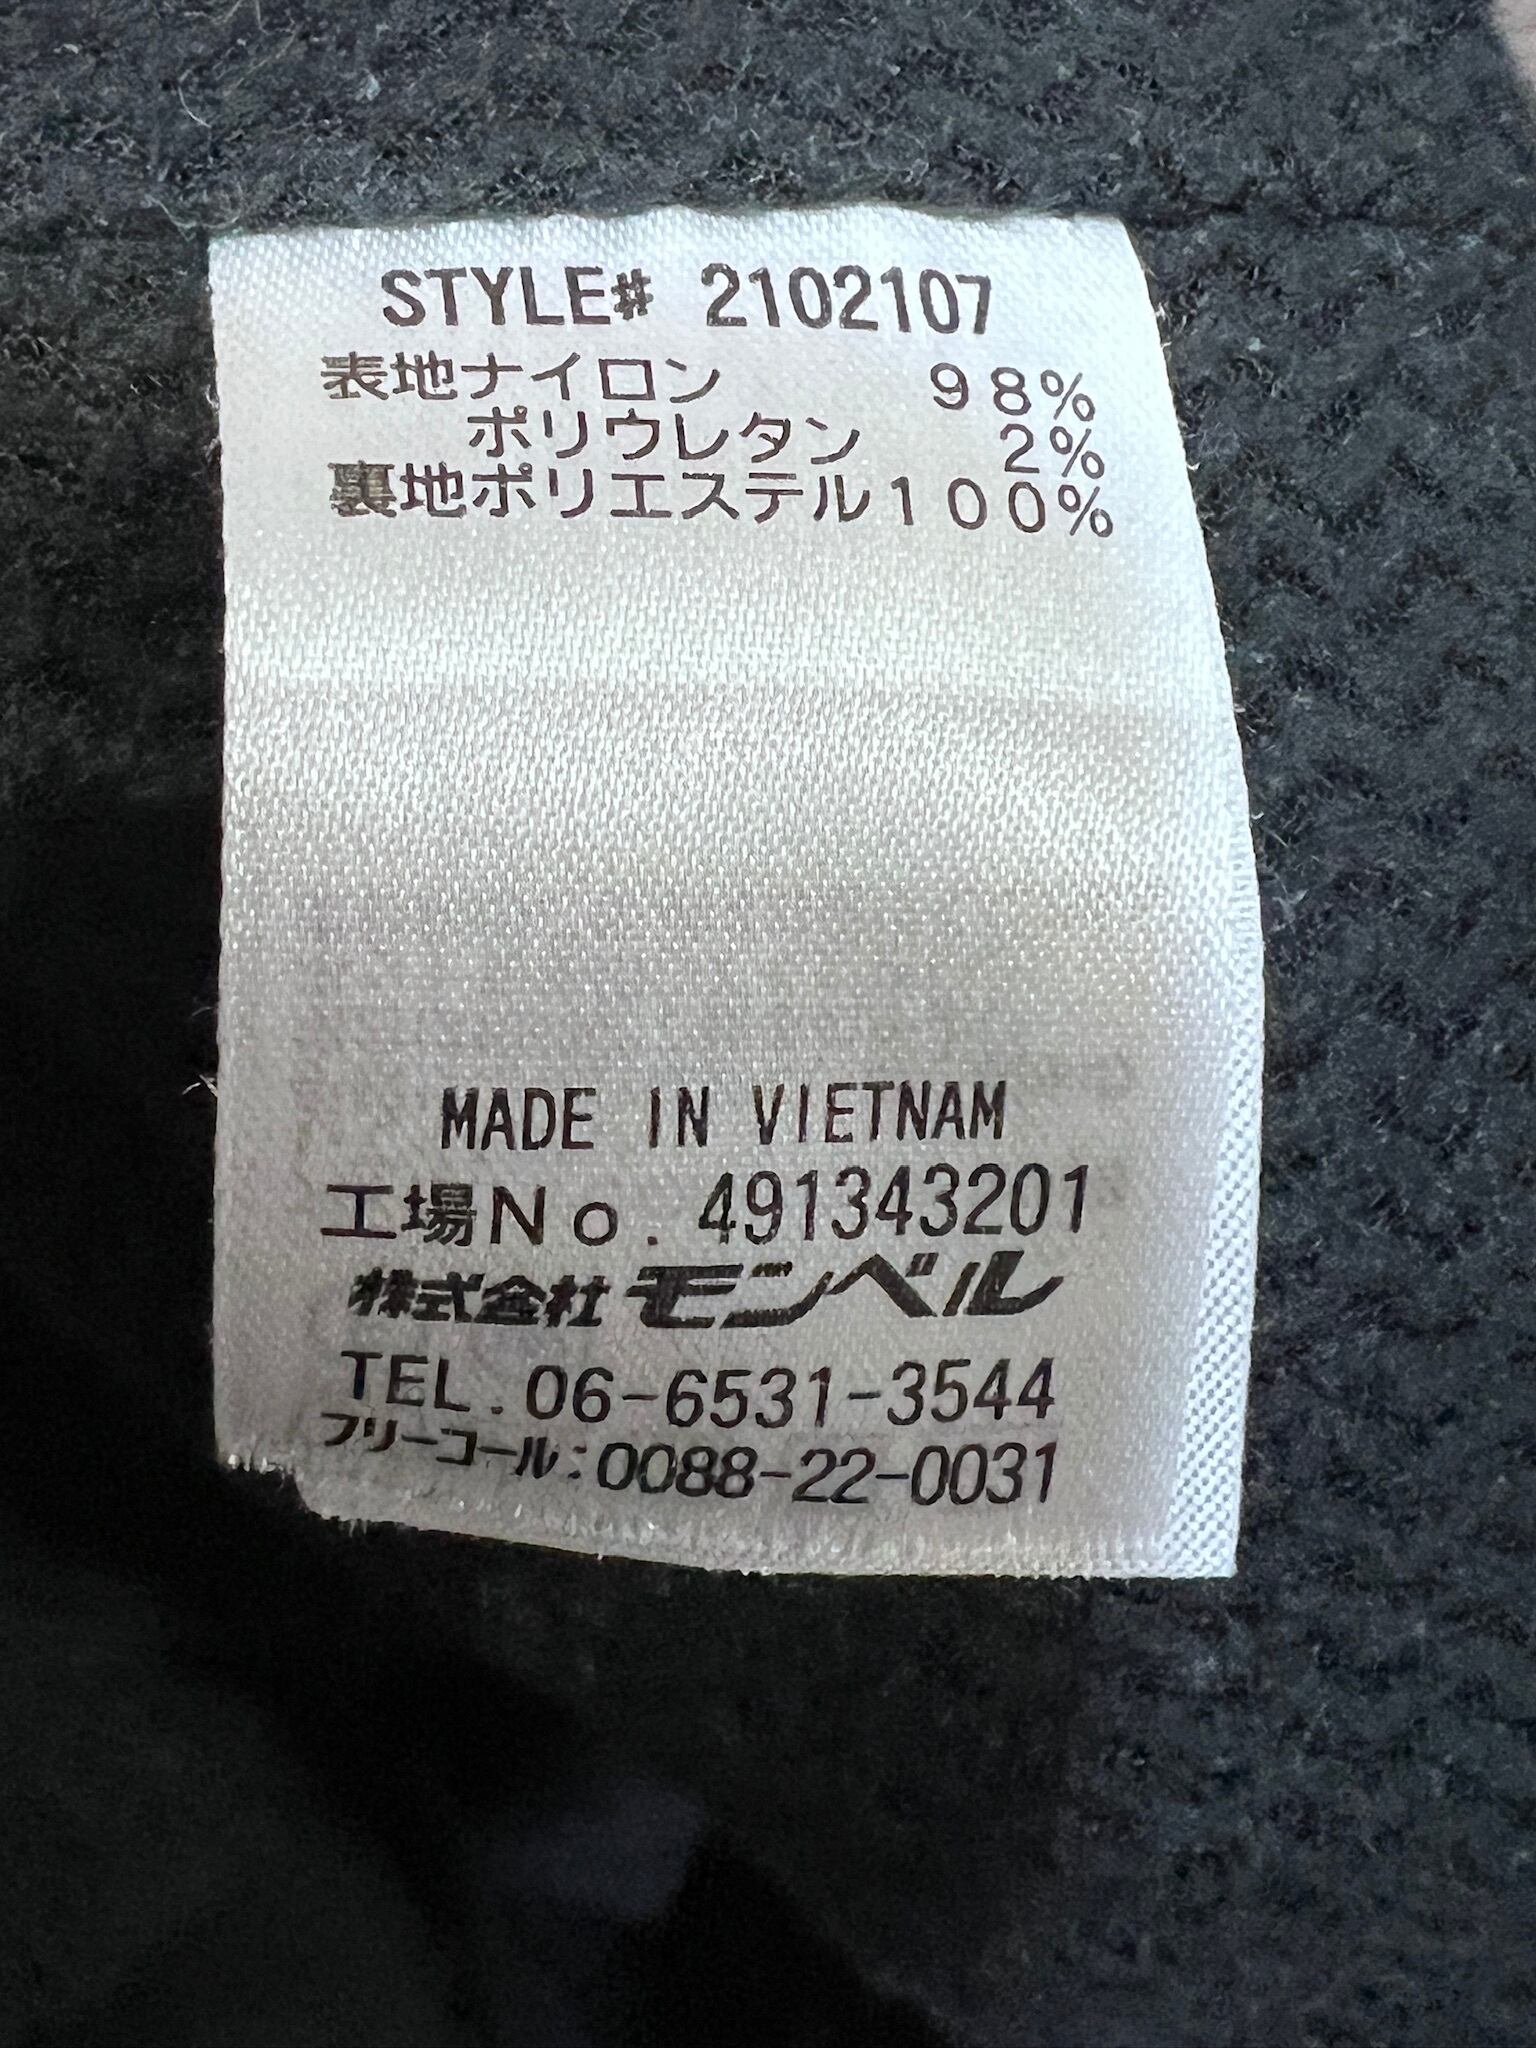 STYLE# 2102107
表地ナイロン 98%
ポリウレタン 2%
裏地ポリエステル100%
MADE IN VIETNAM
工場No. 491343201
株式会社モンベル
TEL. 06-6531-3544
フリーコール:0088-22-0031